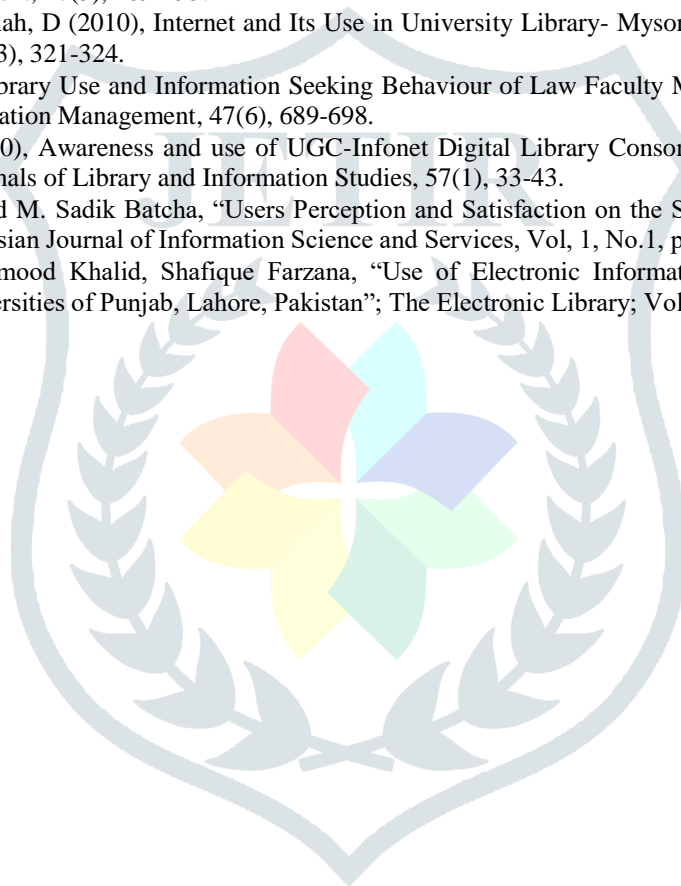 ah, D (2010), Internet and Its Use in University Library- Mysor
3), 321-324.
brary Use and Information Seeking Behaviour of Law Faculty M
ation Management, 47(6), 689-698.
0), Awareness and use of UGC-Infonet Digital Library Consor
nals of Library and Information Studies, 57(1), 33-43.
d M. Sadik Batcha, “Users Perception and Satisfaction on the S
sian Journal of Information Science and Services, Vol, 1, No.1, p
mood Khalid, Shafique Farzana, “Use of Electronic Informat
ersities of Punjab, Lahore, Pakistan”; The Electronic Library; Vol
JETIR